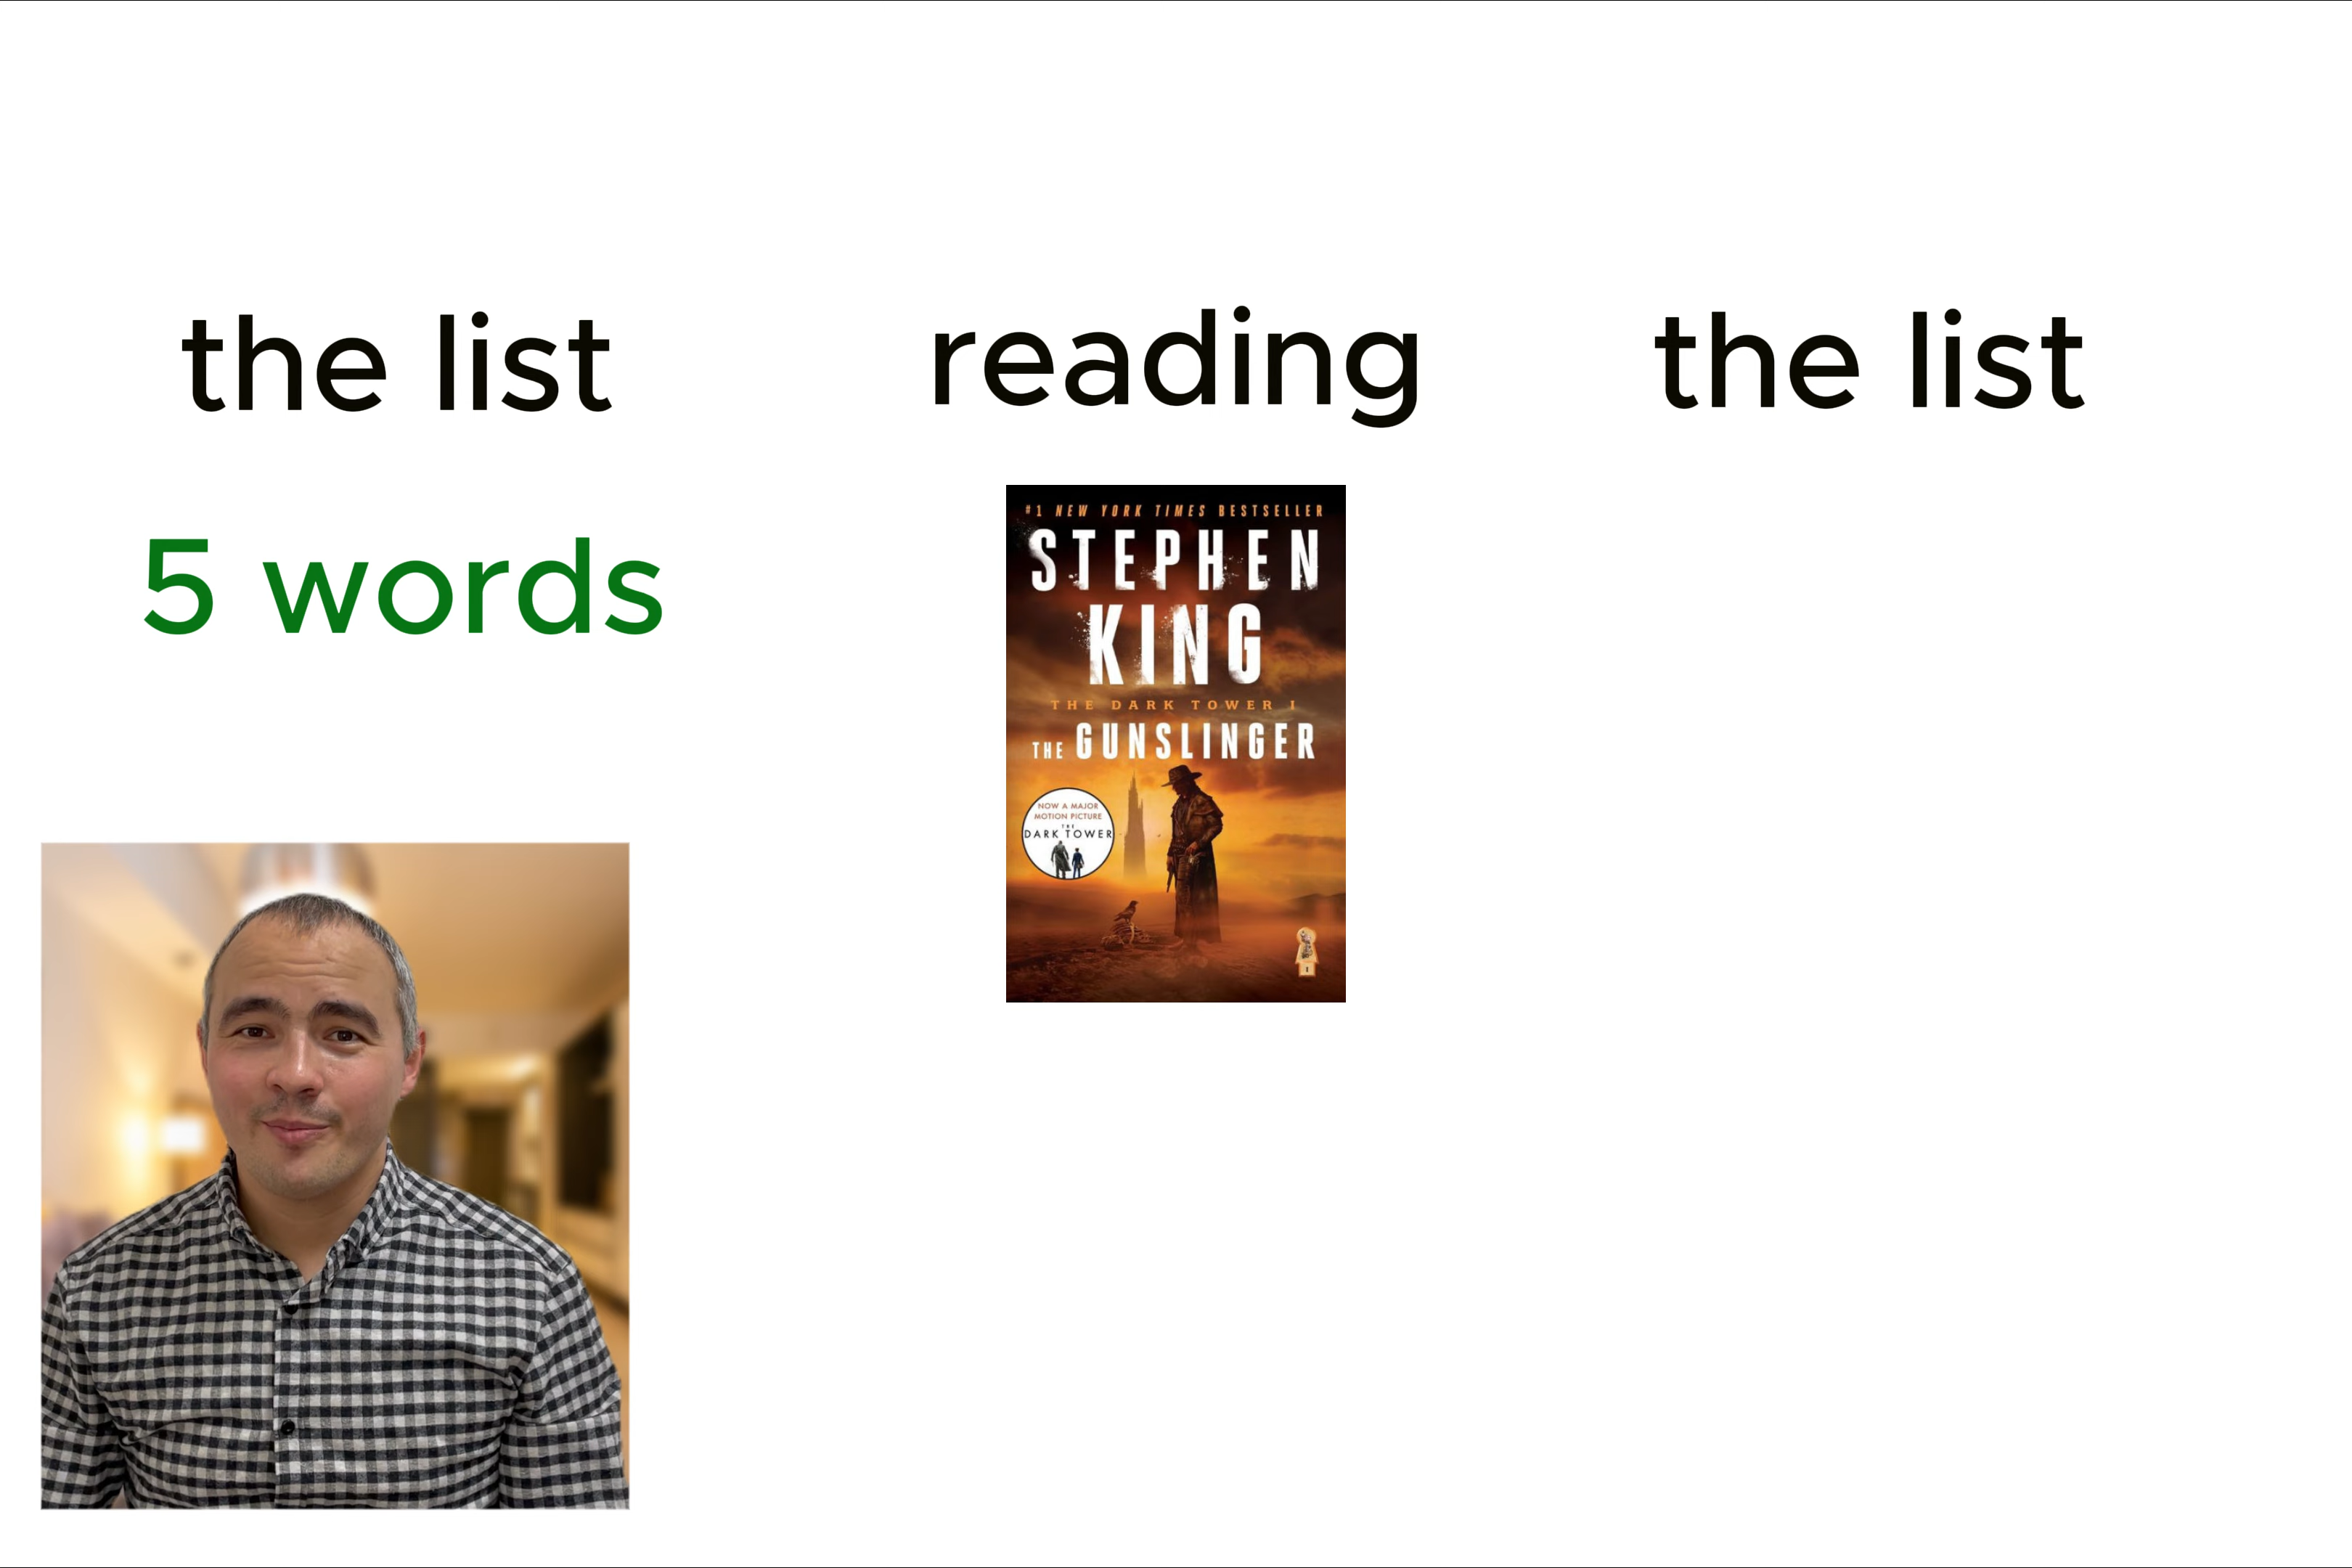 the list
reading
the list
5 words
#1 NEW YORK TIMES BESTSELLER
STEPHEN
KING
THE DARK TOWER I
THE GUNSLINGER
NOW A MAJOR
MOTION PICTURE
THE
DARK TOWER
I